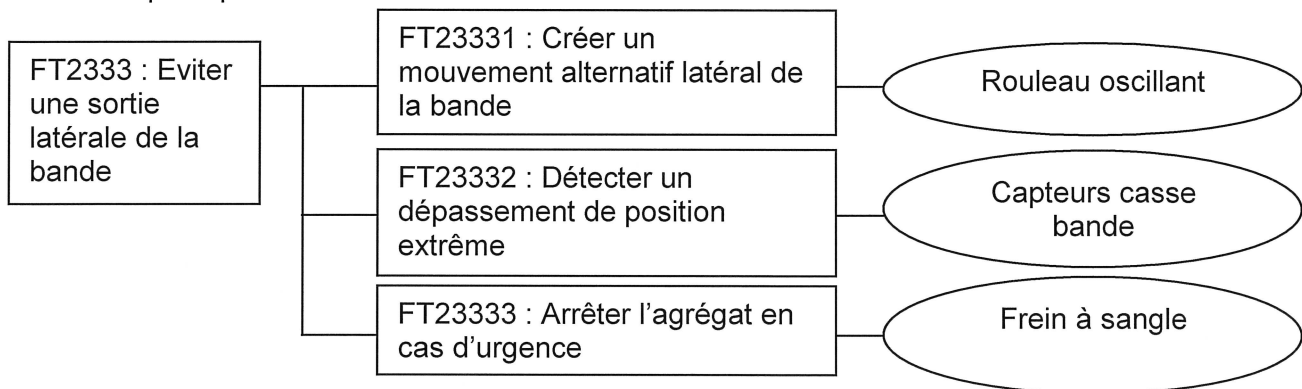 FT2333 : Eviter
une sortie
latérale de la
bande
FT23331 : Créer un
mouvement alternatif latéral de
la bande
Rouleau oscillant
FT23332 : Détecter un
dépassement de position
extrême
Capteurs casse
bande
FT23333 : Arrêter l'agrégat en
cas d'urgence
Frein à sangle